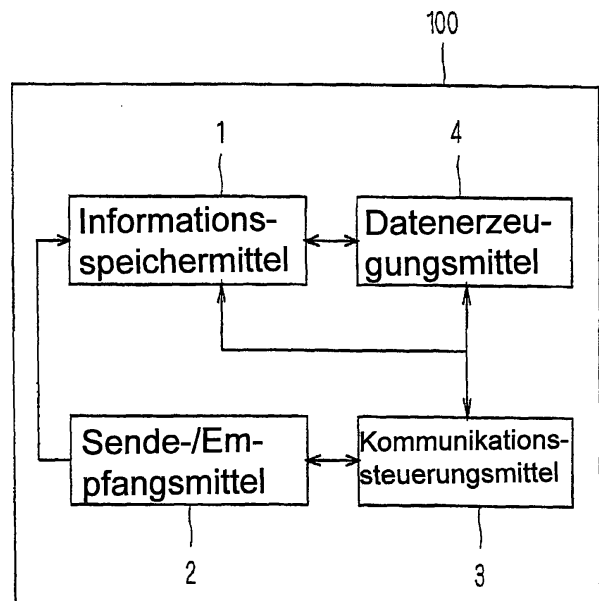 100
1
4
Informations-
speichermittel
Datenerzeu-
gungsmittel
Sende-/Em-
pfangsmittel
Kommunikations-
steuerungsmittel
2
3